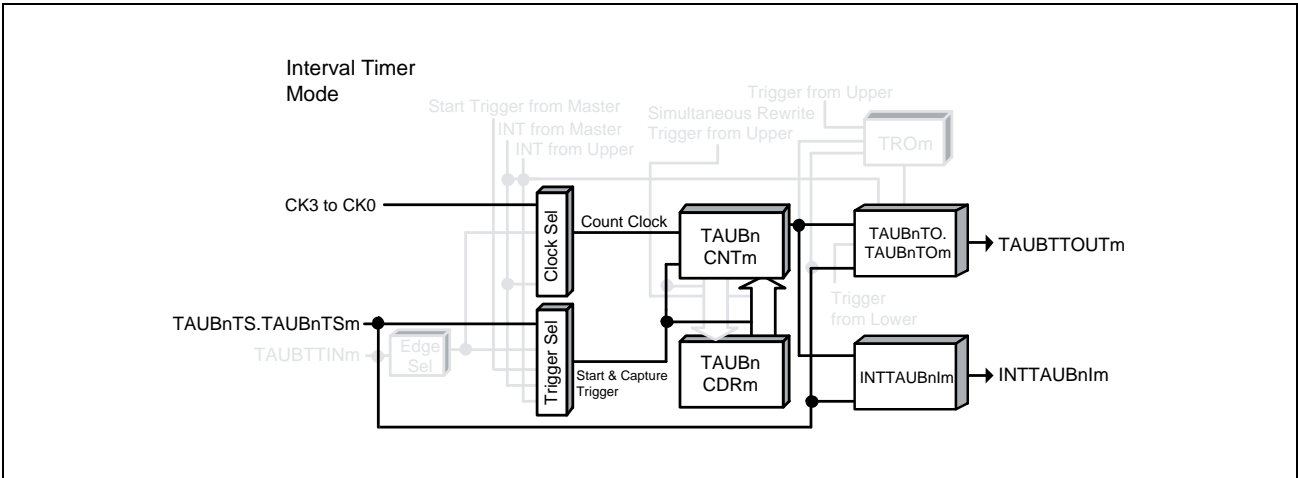 Interval Timer
Mode
Trigger from Upper
Start Trigger from Master
Simultaneous Rewrite
Trigger from Upper
INT from Master
INT from Upper
TROm
CK3 to CK0
Clock Sel
Count Clock
TAUBn
CNTm
TAUBnTO.
TAUBnTOm
TAUBTTOUTm
Trigger
from Lower
TAUBnTS.TAUBnTSm
TAUBTTINm
Edge
Sel
Trigger Sel
Start & Capture
Trigger
TAUBn
CDRm
INTTAUBnIm
INTTAUBnIm